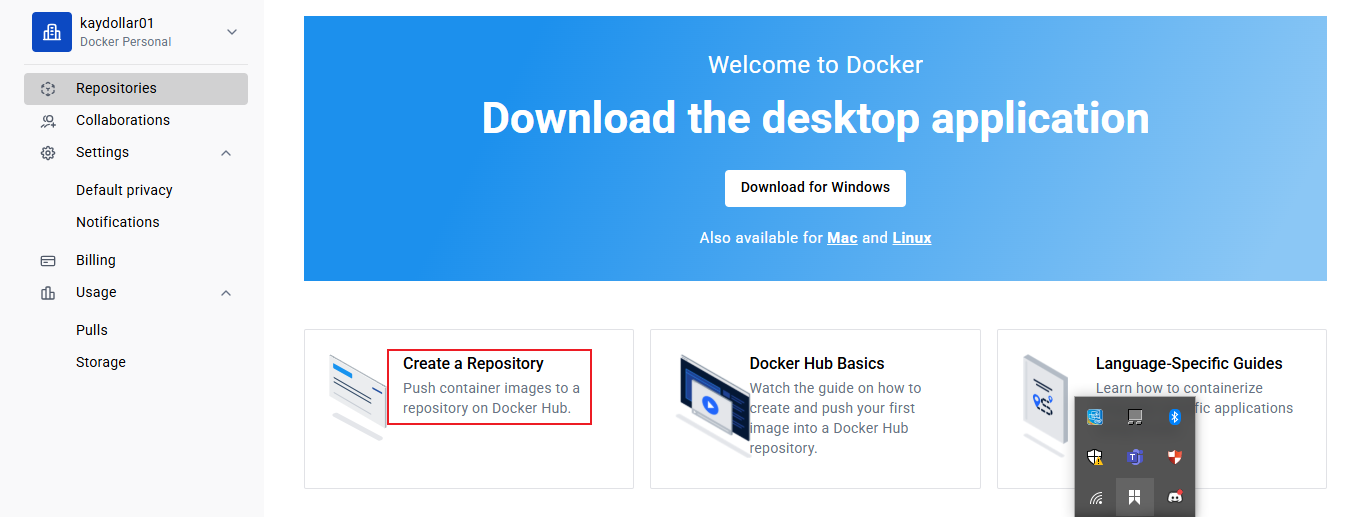 kaydollar01
Docker Personal
Repositories
Collaborations
Settings
Default privacy
Notifications
Billing
Usage
Pulls
Storage
Welcome to Docker
Download the desktop application
Download for Windows
Also available for Mac and Linux
Create a Repository
Push container images to a
repository on Docker Hub.
Docker Hub Basics
Watch the guide on how to
create and push your first
image into a Docker Hub
repository.
Language-Specific Guides
Learn how to containerize
applications